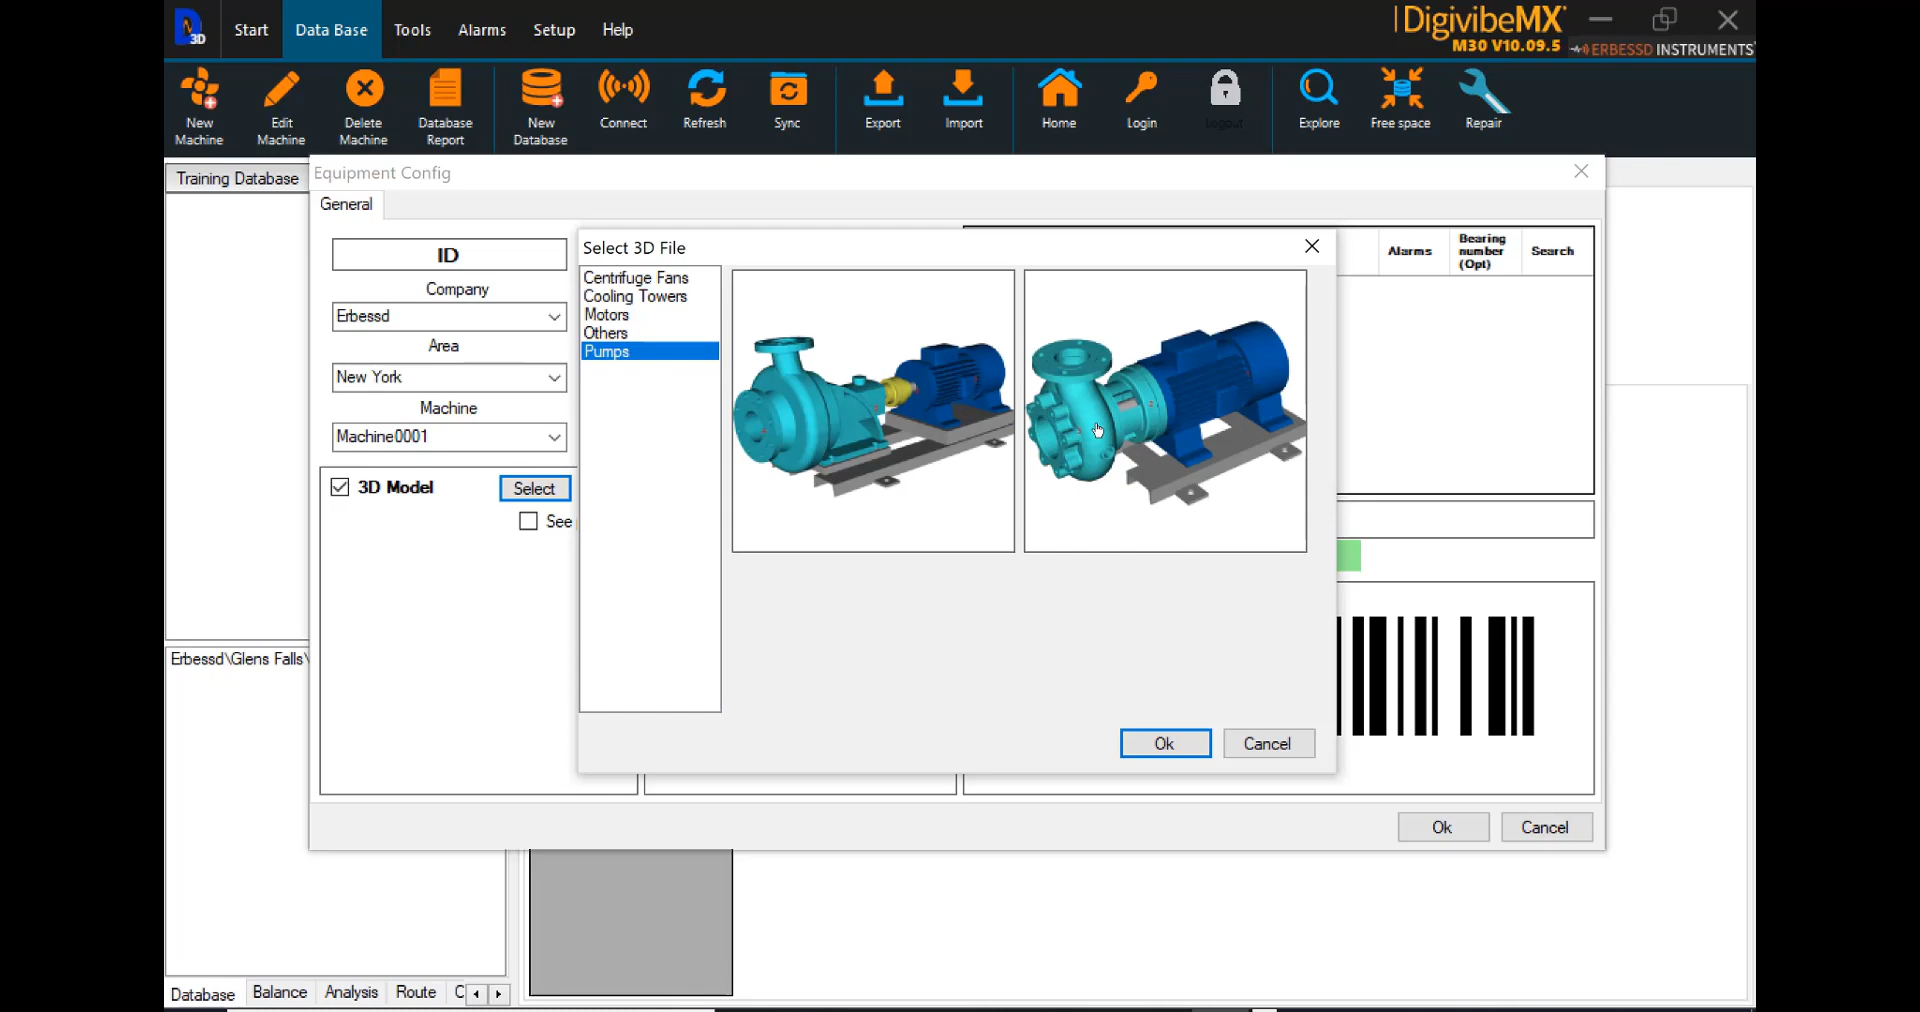 3D
Start
Data Base
Tools
Alarms
Setup
Help
DigivibeMX
M30 V10.09.5
ERBESSD INSTRUMENTS
New
Machine
Edit
Machine
Delete
Machine
Database
Report
New
Database
Connect
Refresh
Sync
Export
Import
Home
Login
Logout
Explore
Free space
Repair
Training Database
Equipment Config
General
ID
Company
Erbessd
Area
New York
Machine
Machine0001
3D Model
Select
See
Select 3D File
Centrifuge Fans
Cooling Towers
Motors
Others
Pumps
Ok
Cancel
Alarms
Bearing
number
(Opt)
Search
Erbessd\Glens Falls\
Ok
Cancel
Database
Balance
Analysis
Route
C